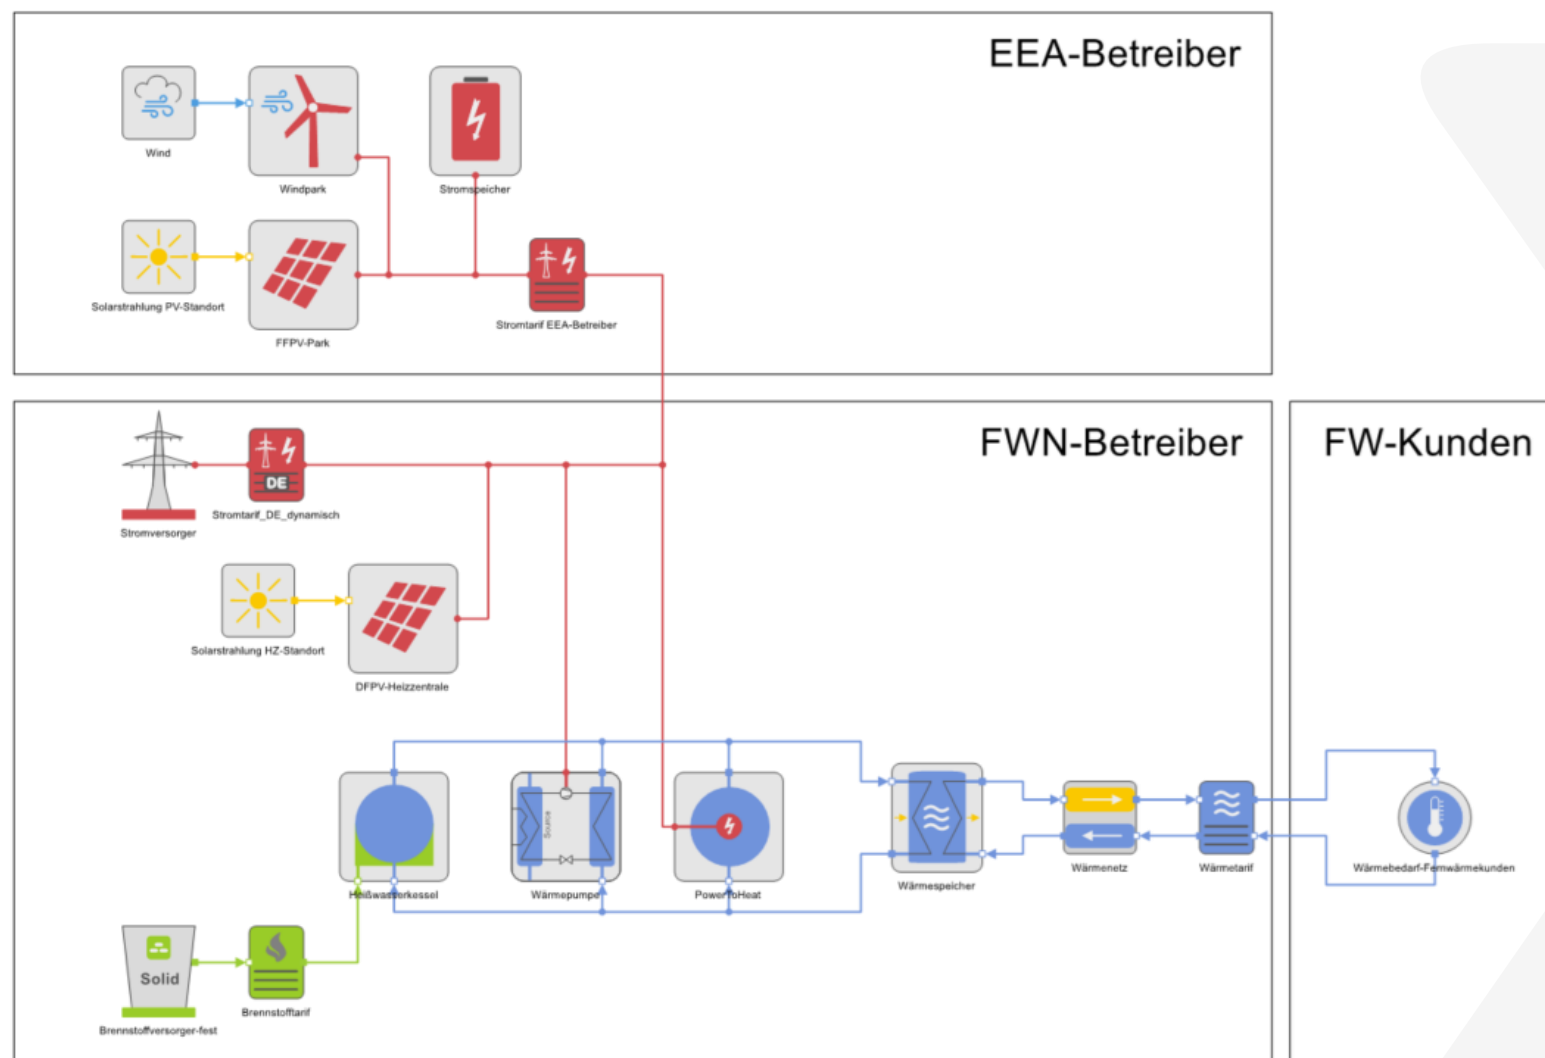 EEA-Betreiber
Wind
Windpark
Stromspeicher
Solarstrahlung PV-Standort
FFPV-Park
Stromtarif EEA-Betreiber
FWN-Betreiber
FW-Kunden
DE
Stromversorger
Stromtarif_DE_dynamisch
Solarstrahlung HZ-Standort
DFPV-Heizzentrale
Source
Heißwasserkessel
Wärmepumpe
PowerToHeat
Wärmespeicher
Wärmenetz
Wärmetarif
Wärmebedarf-Fernwärmekunden
Solid
Brennstoffversorger-fest
Brennstofftarif